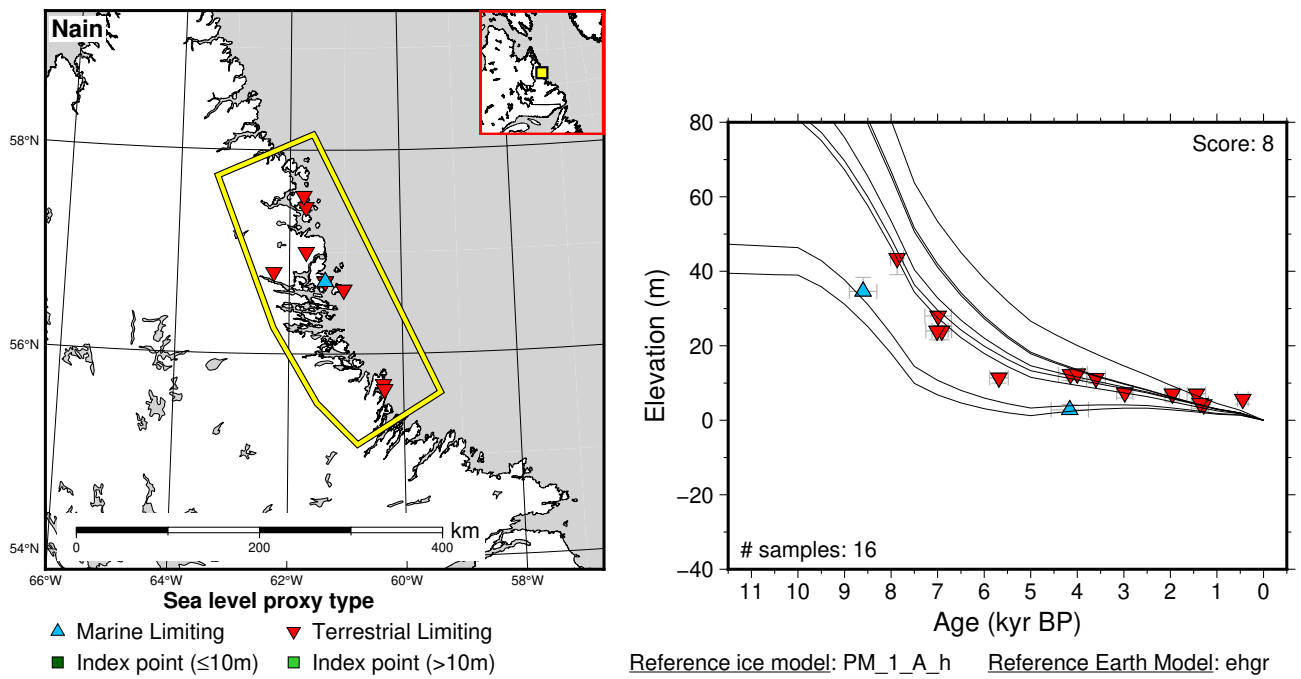 Nain
58°N
56°N
54°N
66°W
64°W
62°W
60°W
58°W
km
0
200
400
Sea level proxy type
Marine Limiting
Terrestrial Limiting
Index point (≤10m)
Index point (>10m)
Score: 8
80
60
40
20
0
−20
−40
Elevation (m)
# samples: 16
11 10 9 8 7 6 5 4 3 2 1 0
Age (kyr BP)
Reference ice model: PM_1_A_h
Reference Earth Model: ehgr